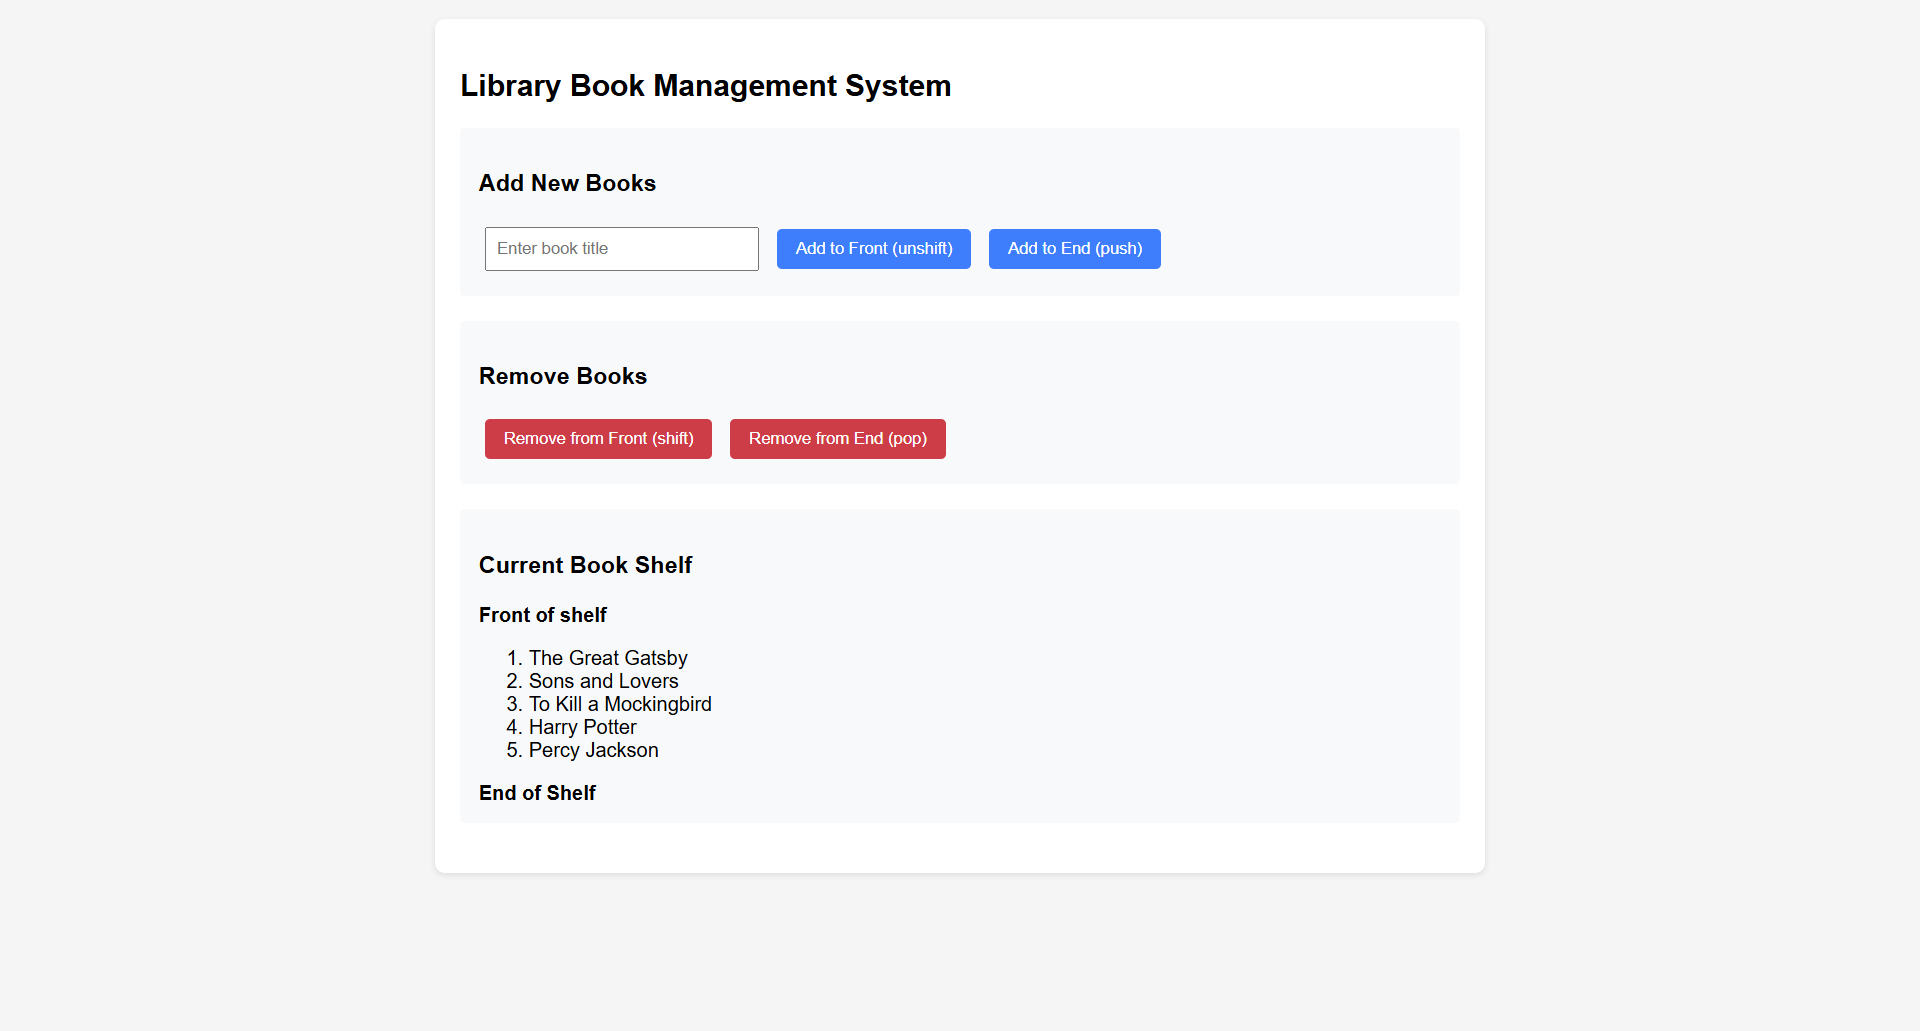 Library Book Management System
Add New Books
Enter book title
Add to Front (unshift)
Add to End (push)
Remove Books
Remove from Front (shift)
Remove from End (pop)
Current Book Shelf
Front of shelf
1. The Great Gatsby
2. Sons and Lovers
3. To Kill a Mockingbird
4. Harry Potter
5. Percy Jackson
End of Shelf